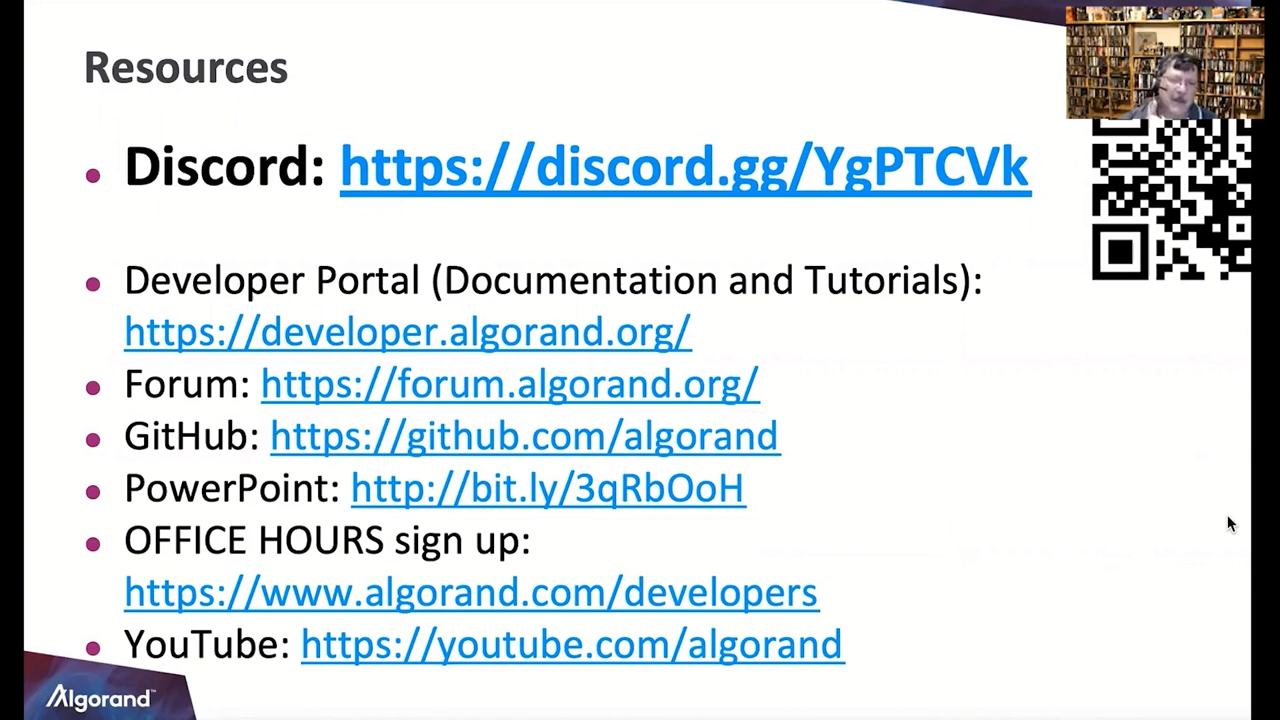 Resources
Discord: https://discord.gg/YgPTCVk
Developer Portal (Documentation and Tutorials):
https://developer.algorand.org/
Forum: https://forum.algorand.org/
GitHub: https://github.com/algorand
PowerPoint: http://bit.ly/3qRbOoH
OFFICE HOURS sign up:
https://www.algorand.com/developers
YouTube: https://youtube.com/algorand
Algorand™